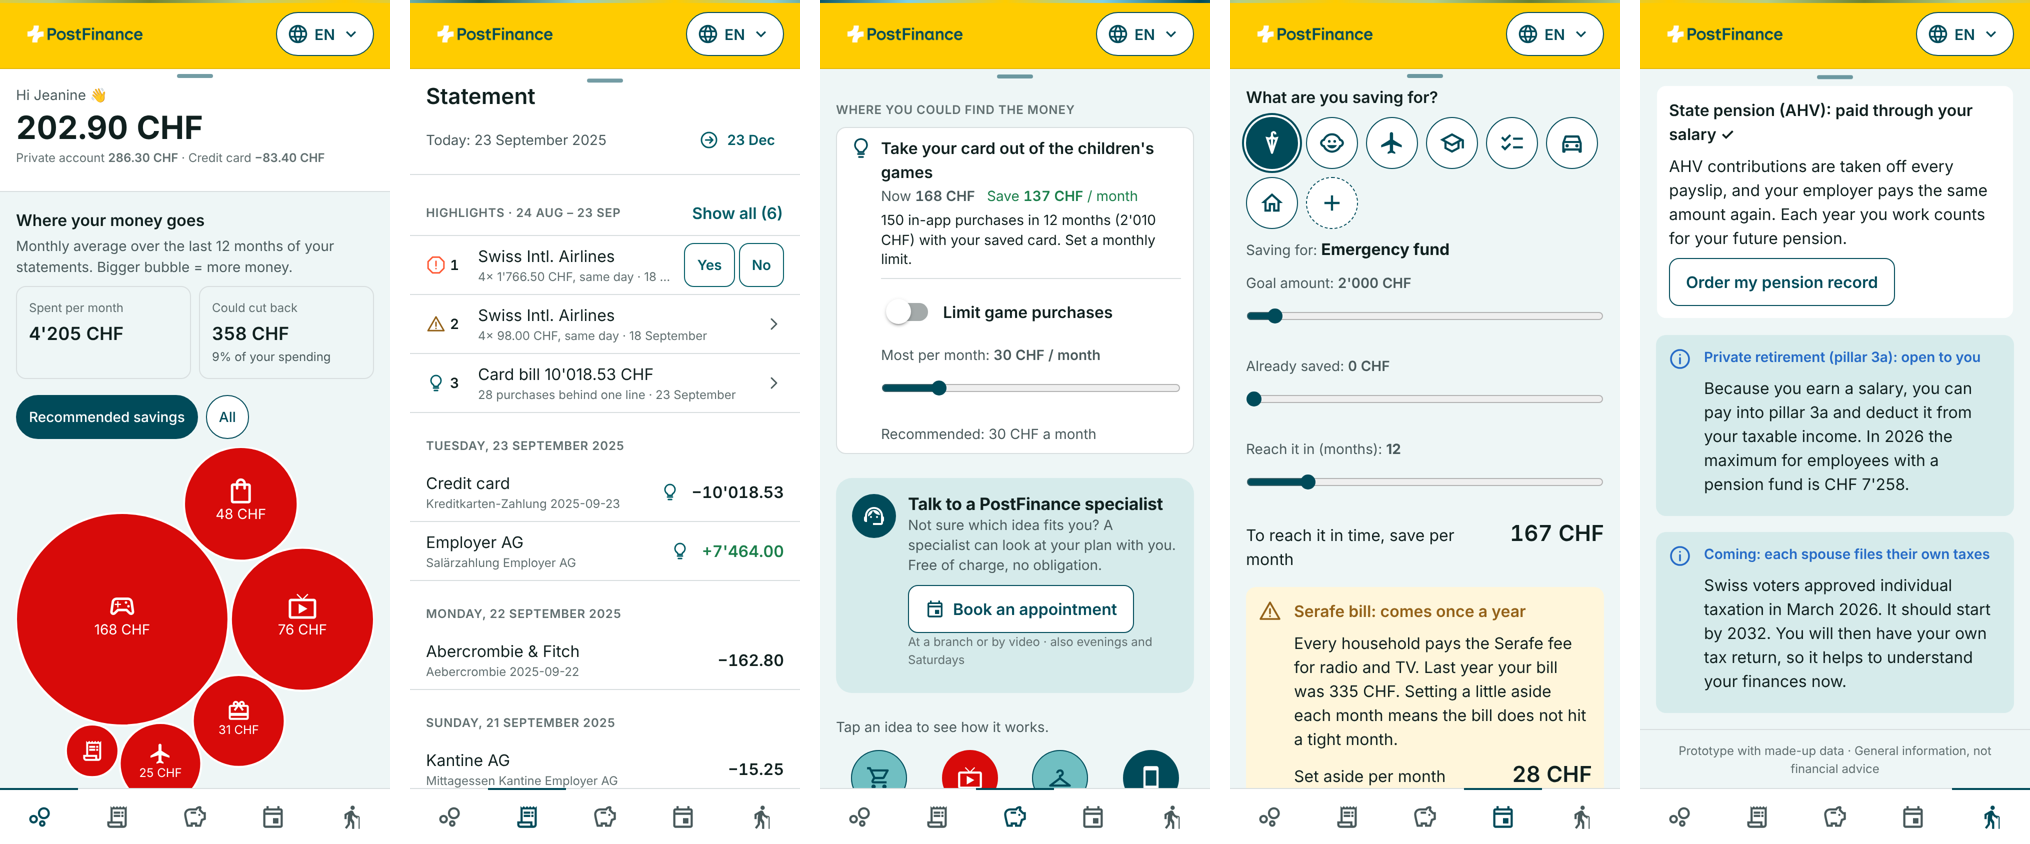 PostFinance
EN
Hi Jeanine 👋
202.90 CHF
Private account 286.30 CHF · Credit card −83.40 CHF
Where your money goes
Monthly average over the last 12 months of your
statements. Bigger bubble = more money.
Spent per month
4'205 CHF
Could cut back
358 CHF
9% of your spending
Recommended savings
All
48 CHF
168 CHF
76 CHF
31 CHF
25 CHF
PostFinance
EN
Statement
Today: 23 September 2025
23 Dec
HIGHLIGHTS · 24 AUG – 23 SEP
Show all (6)
1
Swiss Intl. Airlines
4× 1'766.50 CHF, same day · 18 ...
Yes
No
2
Swiss Intl. Airlines
4× 98.00 CHF, same day · 18 September
3
Card bill 10'018.53 CHF
28 purchases behind one line · 23 September
TUESDAY, 23 SEPTEMBER 2025
Credit card
Kreditkarten-Zahlung 2025-09-23
−10'018.53
Employer AG
Salärzahlung Employer AG
+7'464.00
MONDAY, 22 SEPTEMBER 2025
Abercrombie & Fitch
Aebercrombie 2025-09-22
−162.80
SUNDAY, 21 SEPTEMBER 2025
Kantine AG
Mittagessen Kantine Employer AG
−15.25
PostFinance
EN
WHERE YOU COULD FIND THE MONEY
Take your card out of the children's
games
Now 168 CHF Save 137 CHF / month
150 in-app purchases in 12 months (2'010
CHF) with your saved card. Set a monthly
limit.
Limit game purchases
Most per month: 30 CHF / month
Recommended: 30 CHF a month
Talk to a PostFinance specialist
Not sure which idea fits you? A
specialist can look at your plan with you.
Free of charge, no obligation.
Book an appointment
At a branch or by video · also evenings and
Saturdays
Tap an idea to see how it works.
PostFinance
EN
What are you saving for?
Saving for: Emergency fund
Goal amount: 2'000 CHF
Already saved: 0 CHF
Reach it in (months): 12
To reach it in time, save per
month
167 CHF
Serafe bill: comes once a year
Every household pays the Serafe fee
for radio and TV. Last year your bill
was 335 CHF. Setting a little aside
each month means the bill does not hit
a tight month.
Set aside per month
28 CHF
PostFinance
EN
State pension (AHV): paid through your
salary ✓
AHV contributions are taken off every
payslip, and your employer pays the same
amount again. Each year you work counts
for your future pension.
Order my pension record
Private retirement (pillar 3a): open to you
Because you earn a salary, you can
pay into pillar 3a and deduct it from
your taxable income. In 2026 the
maximum for employees with a
pension fund is CHF 7'258.
Coming: each spouse files their own taxes
Swiss voters approved individual
taxation in March 2026. It should start
by 2032. You will then have your own
tax return, so it helps to understand
your finances now.
Prototype with made-up data · General information, not
financial advice